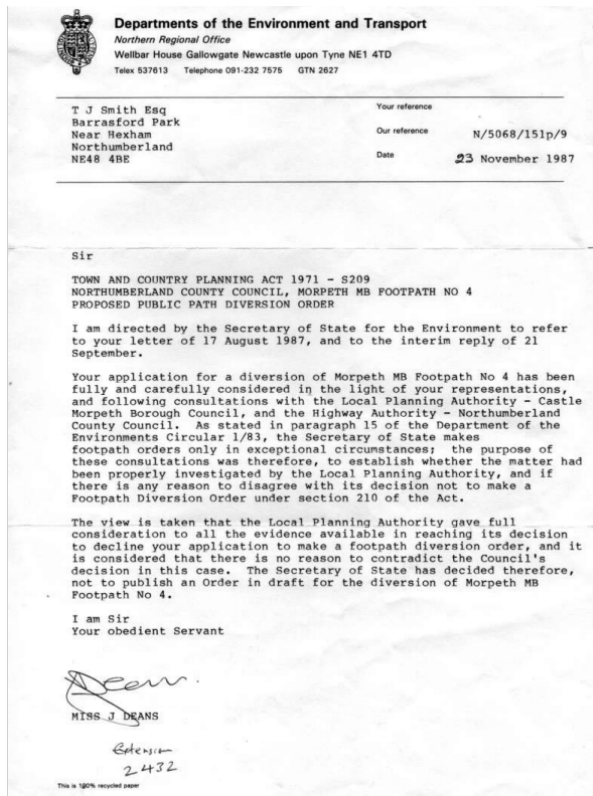 Departments of the Environment and Transport
Northern Regional Office
Wellbar House Gallowgate Newcastle upon Tyne NE1 4TD
Telex 537613 Telephone 091-232 7575 GTN 2627
T J Smith Esq
Barrasford Park
Near Hexham
Northumberland
NE48 4BE
Your reference
Our reference N/5068/151p/9
Date 23 November 1987
Sir
TOWN AND COUNTRY PLANNING ACT 1971 - S209
NORTHUMBERLAND COUNTY COUNCIL, MORPETH MB FOOTPATH NO 4
PROPOSED PUBLIC PATH DIVERSION ORDER
I am directed by the Secretary of State for the Environment to refer
to your letter of 17 August 1987, and to the interim reply of 21
September.
Your application for a diversion of Morpeth MB Footpath No 4 has been
fully and carefully considered in the light of your representations,
and following consultations with the Local Planning Authority - Castle
Morpeth Borough Council, and the Highway Authority - Northumberland
County Council. As stated in paragraph 15 of the Department of the
Environments Circular 1/83, the Secretary of State makes
footpath orders only in exceptional circumstances; the purpose of
these consultations was therefore, to establish whether the matter had
been properly investigated by the Local Planning Authority, and if
there is any reason to disagree with its decision not to make a
Footpath Diversion Order under section 210 of the Act.
The view is taken that the Local Planning Authority gave full
consideration to all the evidence available in reaching its decision
to decline your application to make a footpath diversion order, and it
is considered that there is no reason to contradict the Council's
decision in this case. The Secretary of State has decided therefore,
not to publish an Order in draft for the diversion of Morpeth MB
Footpath No 4.
I am Sir
Your obedient Servant
Deans.
MISS J DEANS
Extension
2432
This is 100% recycled paper